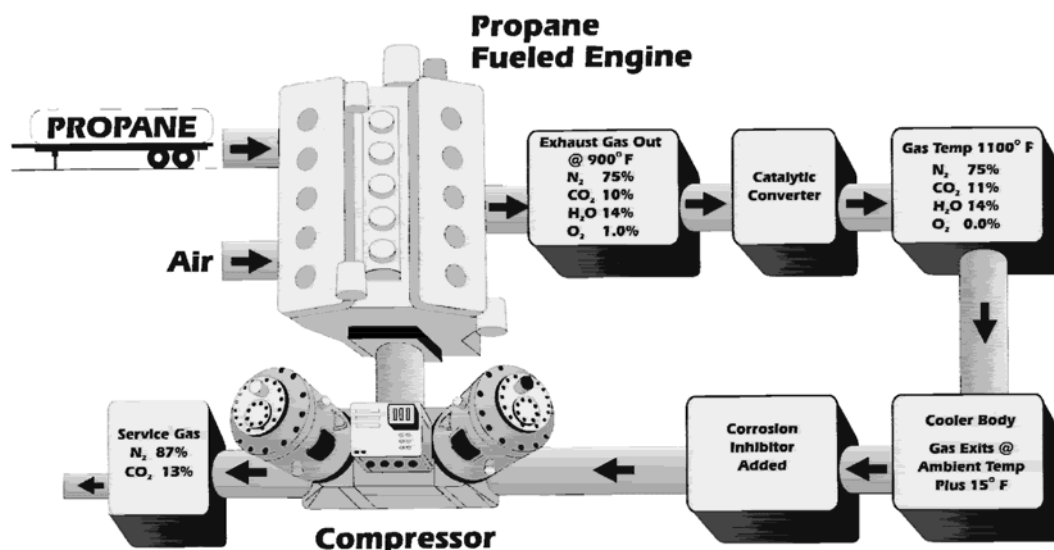 Propane
Fueled Engine
PROPANE
Air
Exhaust Gas Out
@ 900° F
N₂ 75%
CO₂ 10%
H₂O 14%
O₂ 1.0%
Catalytic
Converter
Gas Temp 1100° F
N₂ 75%
CO₂ 11%
H₂O 14%
O₂ 0.0%
Cooler Body
Gas Exits @
Ambient Temp
Plus 15° F
Corrosion
Inhibitor
Added
Compressor
Service Gas
N₂ 87%
CO₂ 13%